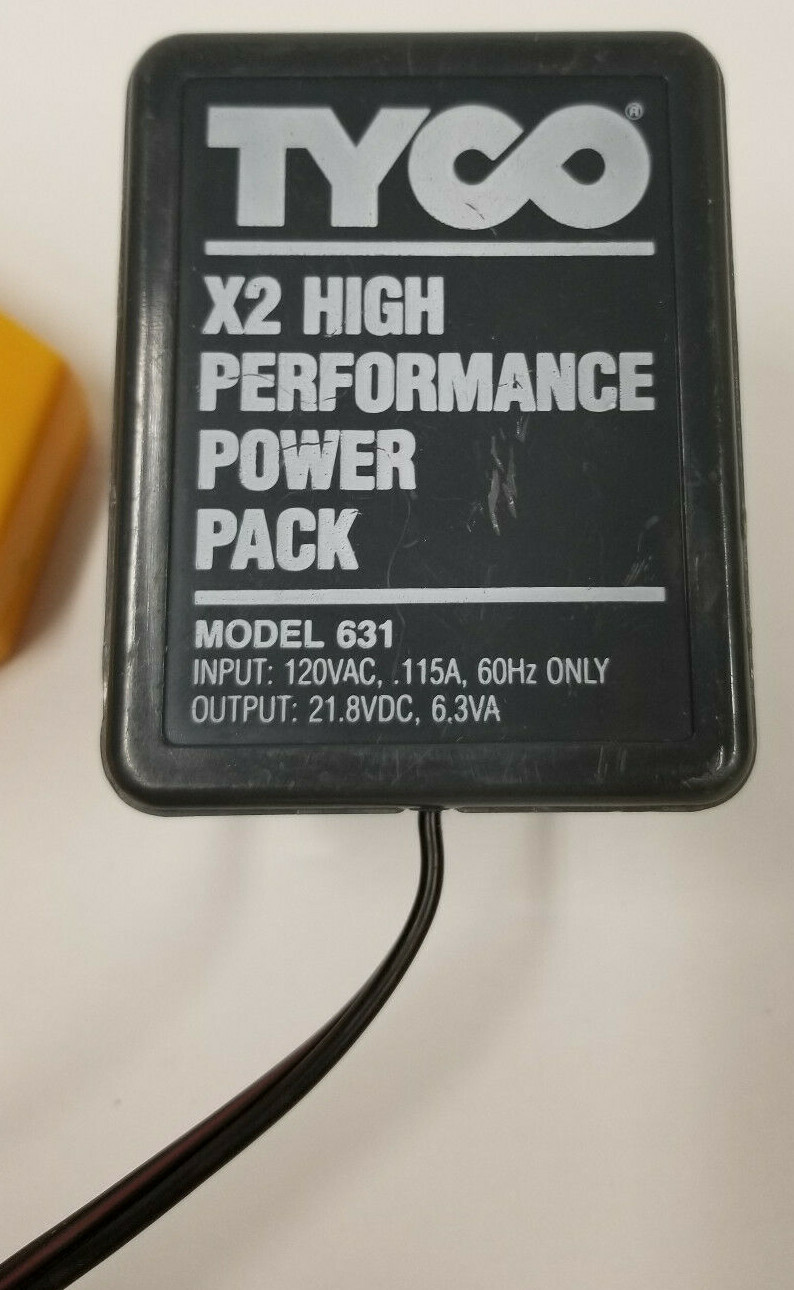 TYCO®
X2 HIGH
PERFORMANCE
POWER
PACK
MODEL 631
INPUT: 120VAC, .115A, 60Hz ONLY
OUTPUT: 21.8VDC, 6.3VA